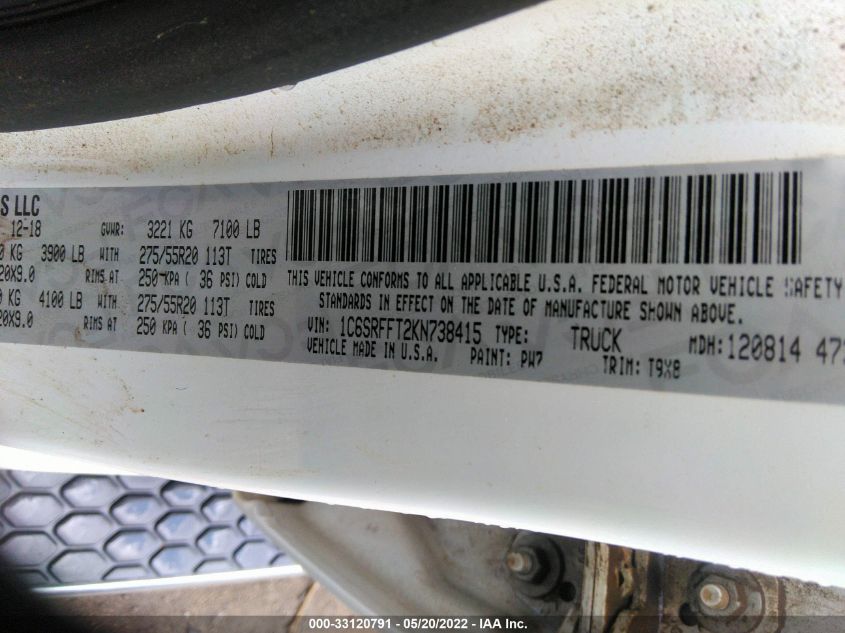 S LLC
12-18 GVWR: 3221 KG 7100 LB
0 KG 3900 LB WITH 275/55R20 113T TIRES
20X9.0 RIMS AT 250 KPA ( 36 PSI) COLD
0 KG 4100 LB WITH 275/55R20 113T TIRES
20X9.0 RIMS AT 250 KPA ( 36 PSI) COLD
THIS VEHICLE CONFORMS TO ALL APPLICABLE U.S.A. FEDERAL MOTOR VEHICLE SAFETY
STANDARDS IN EFFECT ON THE DATE OF MANUFACTURE SHOWN ABOVE.
VIN: 1C6SRFFT2KN738415 TYPE: TRUCK MDH: 120814 47
VEHICLE MADE IN U.S.A. PAINT: PW7 TRIM: T9X8
000-33120791 - 05/20/2022 - IAA Inc.